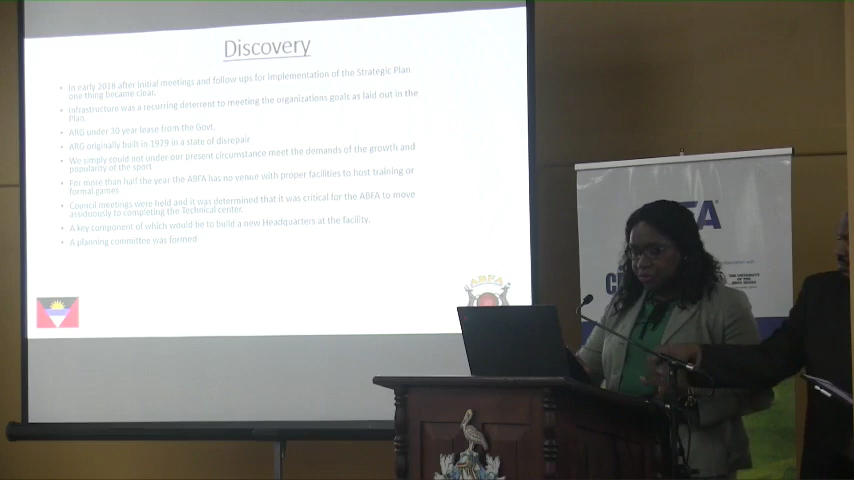 Discovery
In early 2018 after initial meetings and follow ups for implementation of the Strategic Plan
one thing became clear.
Infrastructure was a recurring deterrent to meeting the organizations goals as laid out in the
Plan.
ARG under 30 year lease from the Govt.
ARG originally built in 1979 in a state of disrepair
We simply could not under our present circumstance meet the demands of the growth and
popularity of the sport
For more than half the year the ABFA has no venue with proper facilities to host training or
formal games
Council meetings were held and it was determined that it was critical for the ABFA to move
assiduously to completing the Technical center.
A key component of which would be to build a new Headquarters at the facility.
A planning committee was formed
ABFA
FA
THE UNIVERSITY
OF THE
WEST INDIES